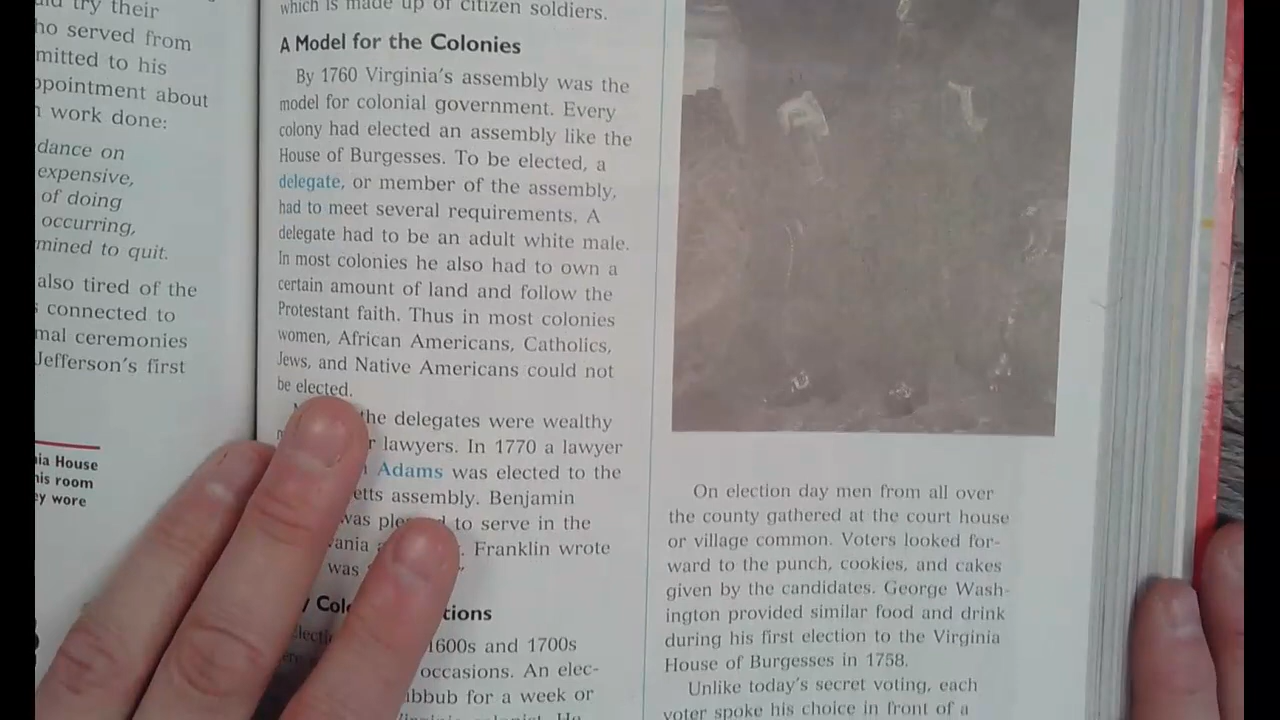 try their
ho served from
mitted to his
ppointment about
work done:
dance on
expensive,
of doing
occurring,
mined to quit.
also tired of the
connected to
mal ceremonies
Jefferson's first
ia House
his room
ey wore
which is made up of citizen soldiers.
A Model for the Colonies
By 1760 Virginia's assembly was the
model for colonial government. Every
colony had elected an assembly like the
House of Burgesses. To be elected, a
delegate, or member of the assembly,
had to meet several requirements. A
delegate had to be an adult white male.
In most colonies he also had to own a
certain amount of land and follow the
Protestant faith. Thus in most colonies
women, African Americans, Catholics,
Jews, and Native Americans could not
be elected.
the delegates were wealthy
lawyers. In 1770 a lawyer
Adams was elected to the
etts assembly. Benjamin
was to serve in the
vania Franklin wrote
was
tions
1600s and 1700s
occasions. An elec-
ubbub for a week or
On election day men from all over
the county gathered at the court house
or village common. Voters looked for-
ward to the punch, cookies, and cakes
given by the candidates. George Wash-
ington provided similar food and drink
during his first election to the Virginia
House of Burgesses in 1758.
Unlike today's secret voting, each
voter spoke his choice in front of a